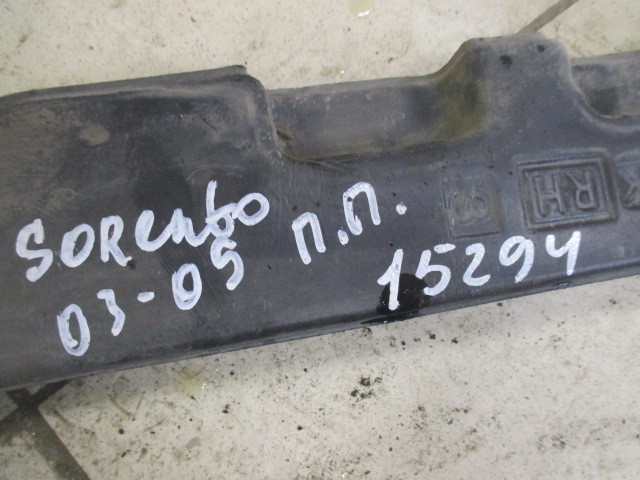 SORENTO
03-05 П.П.
15294
RH